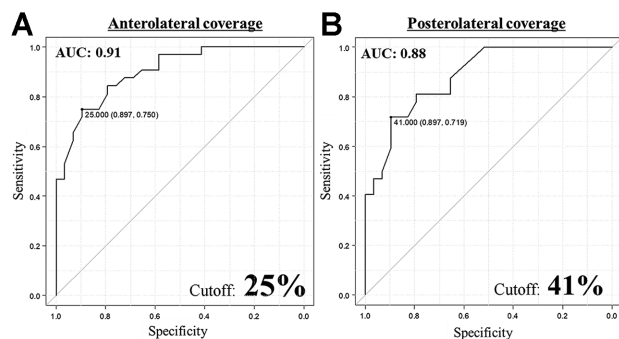 A
Anterolateral coverage
AUC: 0.91
25.000 (0.897, 0.750)
Cutoff: 25%
Sensitivity
1.0
0.8
0.6
0.4
0.2
0.0
1.0 0.8 0.6 0.4 0.2 0.0
Specificity
B
Posterolateral coverage
AUC: 0.88
41.000 (0.897, 0.719)
Cutoff: 41%
Sensitivity
1.0
0.8
0.6
0.4
0.2
0.0
1.0 0.8 0.6 0.4 0.2 0.0
Specificity